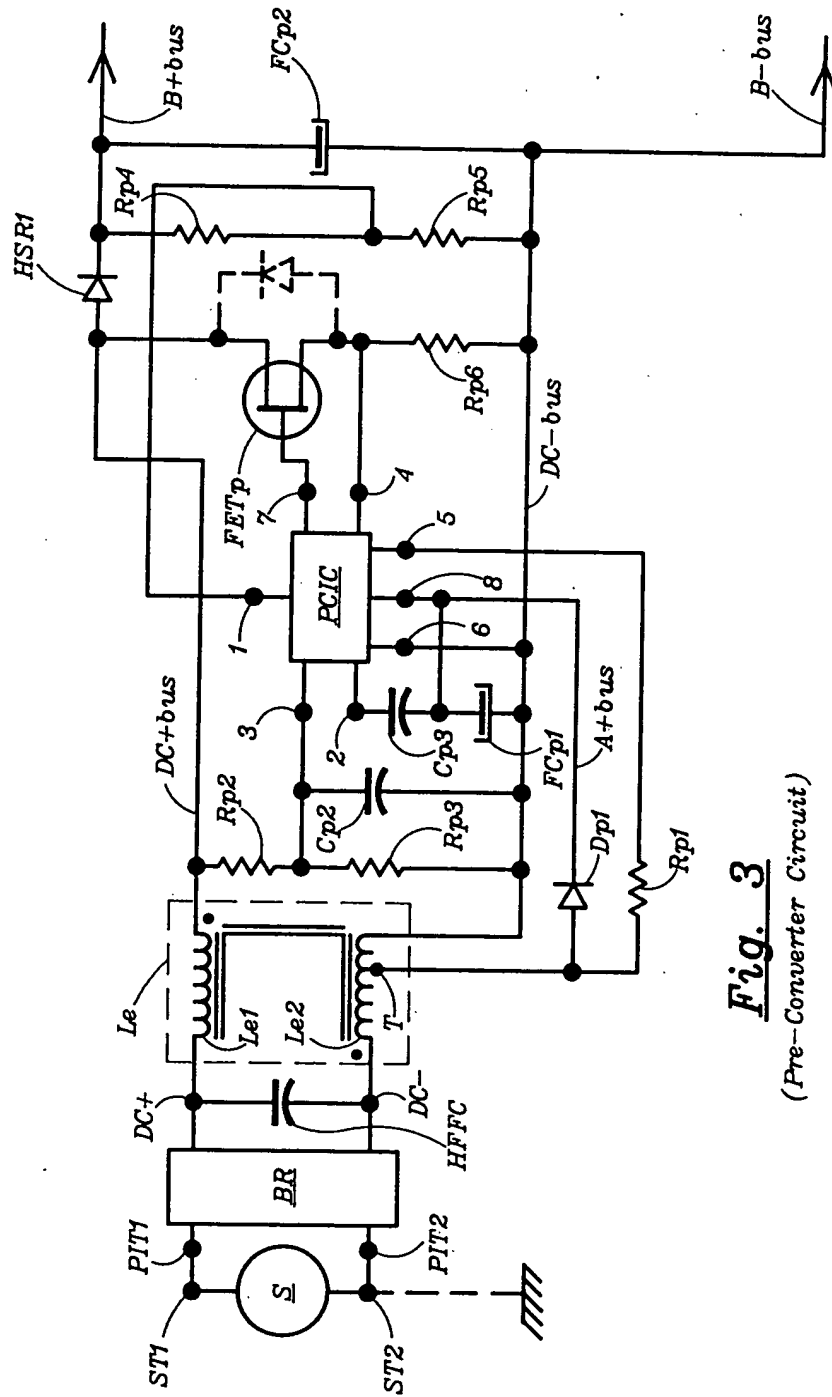 ST1
PIT1
S
ST2
PIT2
BR
DC+
DC-
HFFC
Le
Le1
Le2
T
DC+bus
Rp2
Rp3
Cp2
3
2
Cp3
FCp1
1
PCIC
6
8
5
7
4
FETp
HSR1
Rp4
Rp5
Rp6
DC-bus
A+bus
Dp1
Rp1
B+bus
FCp2
B-bus
Fig. 3
(Pre-Converter Circuit)